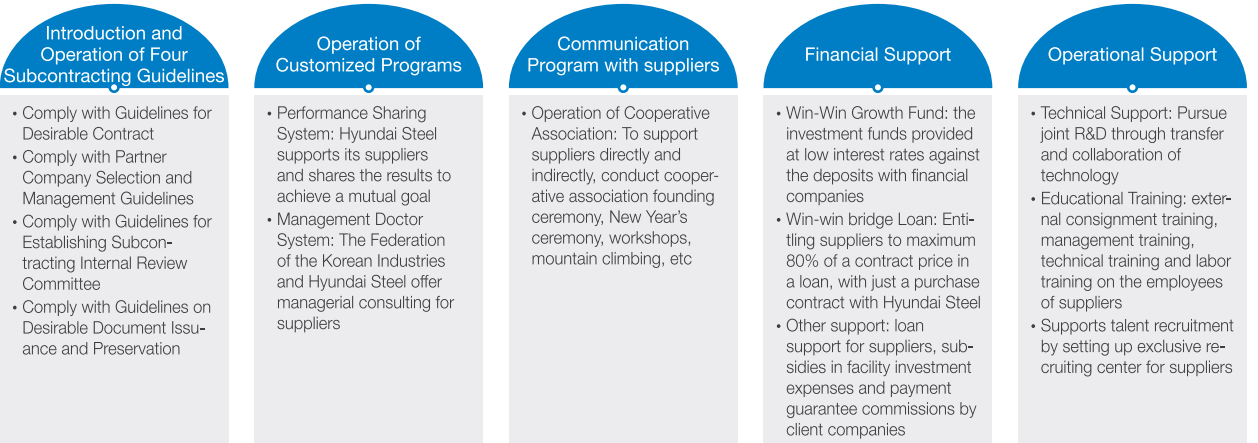 Introduction and
Operation of Four
Subcontracting Guidelines
• Comply with Guidelines for
Desirable Contract
• Comply with Partner
Company Selection and
Management Guidelines
• Comply with Guidelines for
Establishing Subcon-
tracting Internal Review
Committee
• Comply with Guidelines on
Desirable Document Issu-
ance and Preservation
Operation of
Customized Programs
• Performance Sharing
System: Hyundai Steel
supports its suppliers
and shares the results to
achieve a mutual goal
• Management Doctor
System: The Federation
of the Korean Industries
and Hyundai Steel offer
managerial consulting for
suppliers
Communication
Program with suppliers
• Operation of Cooperative
Association: To support
suppliers directly and
indirectly, conduct cooper-
ative association founding
ceremony, New Year’s
ceremony, workshops,
mountain climbing, etc
Financial Support
• Win-Win Growth Fund: the
investment funds provided
at low interest rates against
the deposits with financial
companies
• Win-win bridge Loan: Enti-
tling suppliers to maximum
80% of a contract price in
a loan, with just a purchase
contract with Hyundai Steel
• Other support: loan
support for suppliers, sub-
sidies in facility investment
expenses and payment
guarantee commissions by
client companies
Operational Support
• Technical Support: Pursue
joint R&D through transfer
and collaboration of
technology
• Educational Training: exter-
nal consignment training,
management training,
technical training and labor
training on the employees
of suppliers
• Supports talent recruitment
by setting up exclusive re-
cruiting center for suppliers